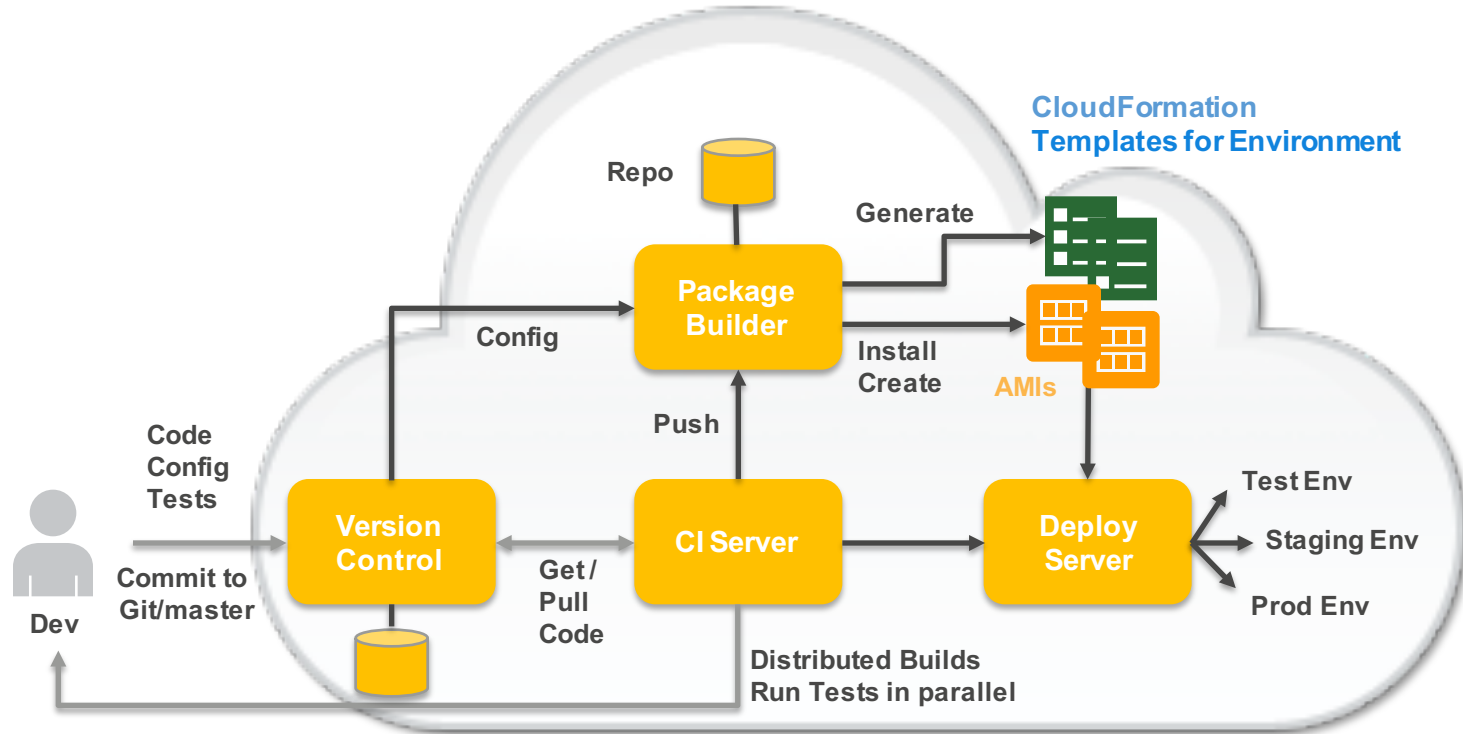 CloudFormation
Templates for Environment
Repo
Generate
Package
Builder
Config
Install
Create
AMIs
Push
Code
Config
Tests
Version
Control
CI Server
Deploy
Server
Test Env
Staging Env
Prod Env
Commit to
Git/master
Get /
Pull
Code
Dev
Distributed Builds
Run Tests in parallel